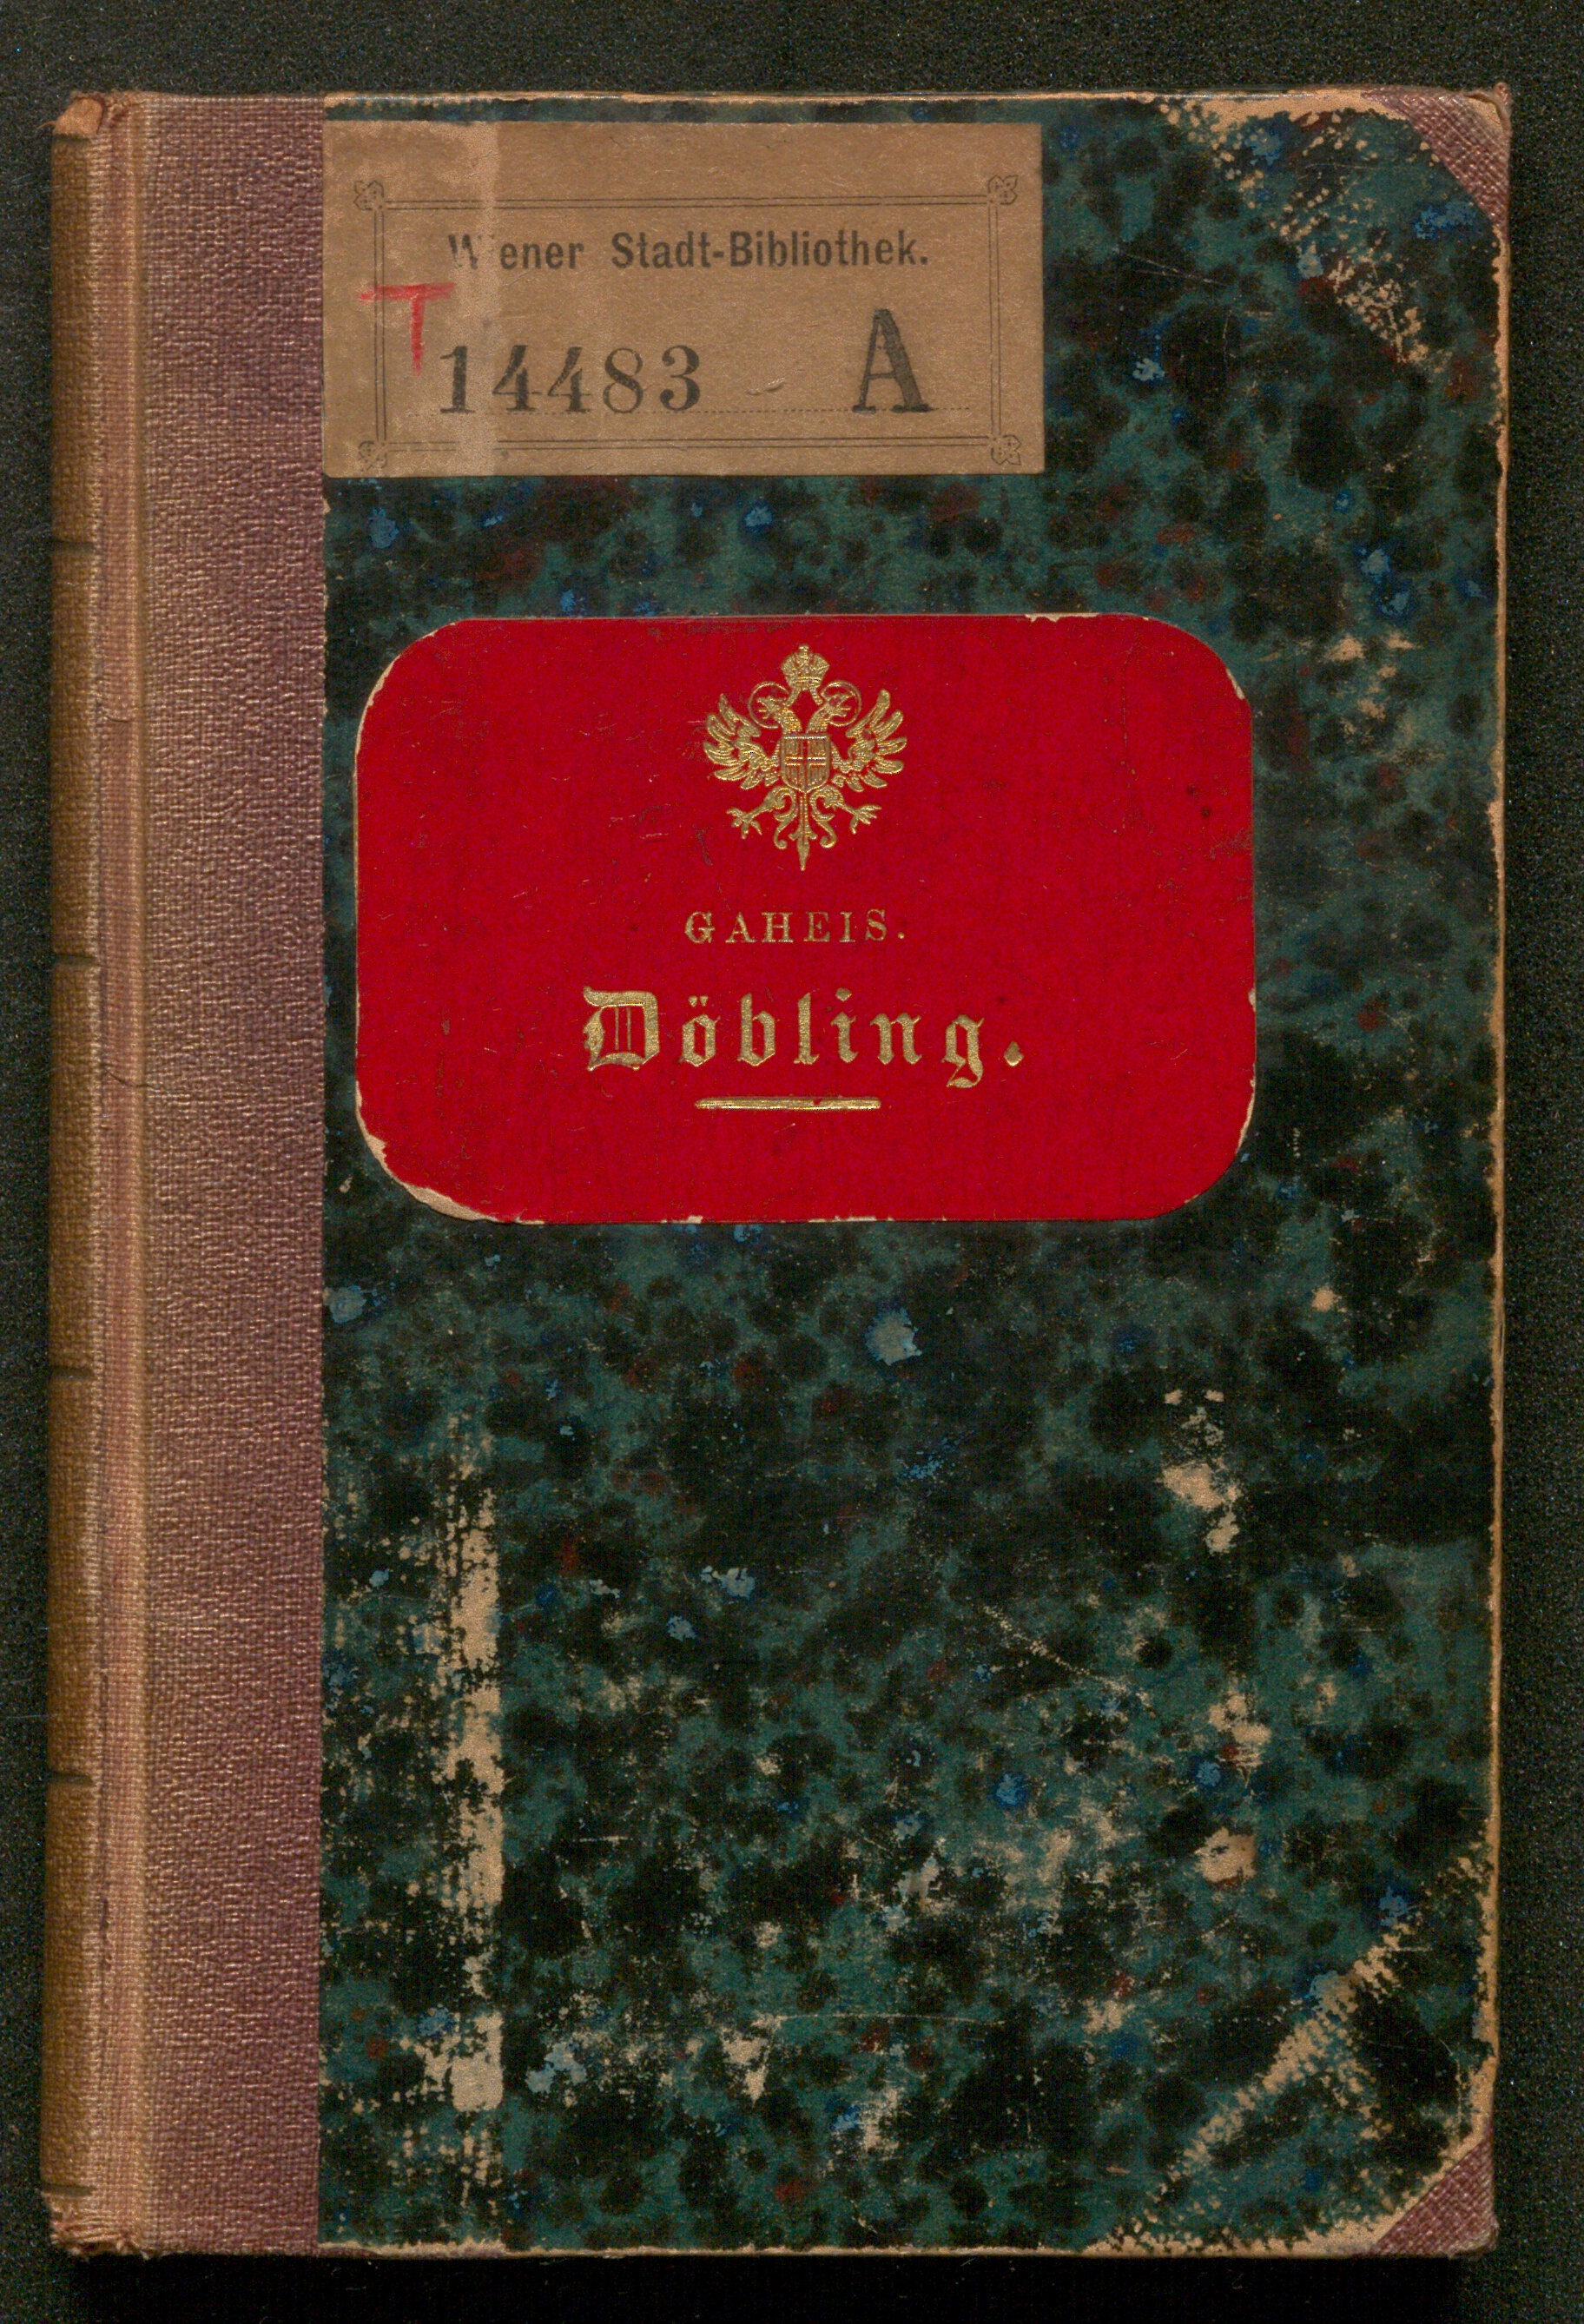 Wiener Stadt-Bibliothek.
T
14483 - A
GAHEIS.
Döbling.